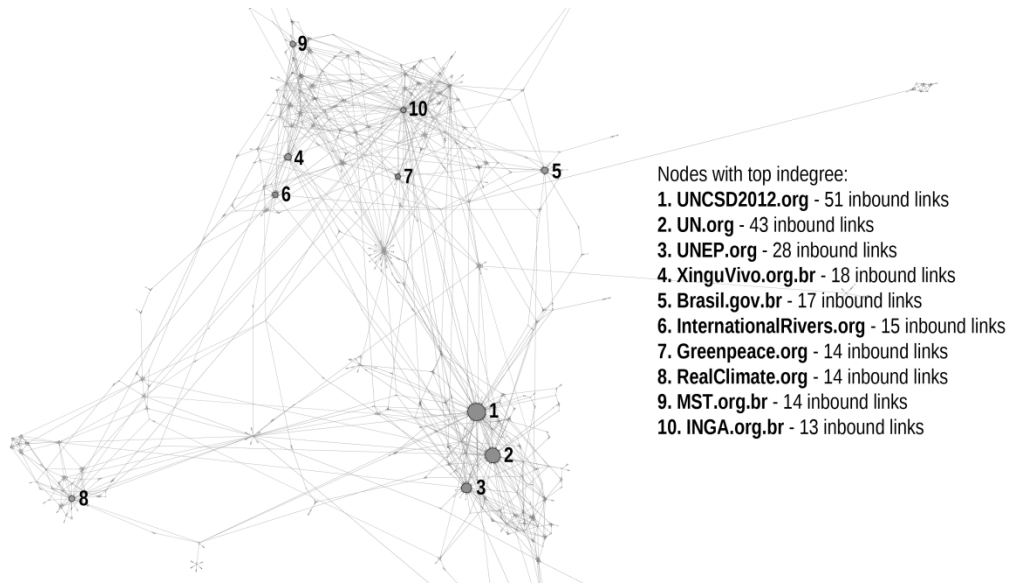 9
10
4
7
5
6
Nodes with top indegree:
1. UNCSD2012.org - 51 inbound links
2. UN.org - 43 inbound links
3. UNEP.org - 28 inbound links
4. XinguVivo.org.br - 18 inbound links
5. Brasil.gov.br - 17 inbound links
6. InternationalRivers.org - 15 inbound links
7. Greenpeace.org - 14 inbound links
8. RealClimate.org - 14 inbound links
9. MST.org.br - 14 inbound links
10. INGA.org.br - 13 inbound links
1
2
3
8